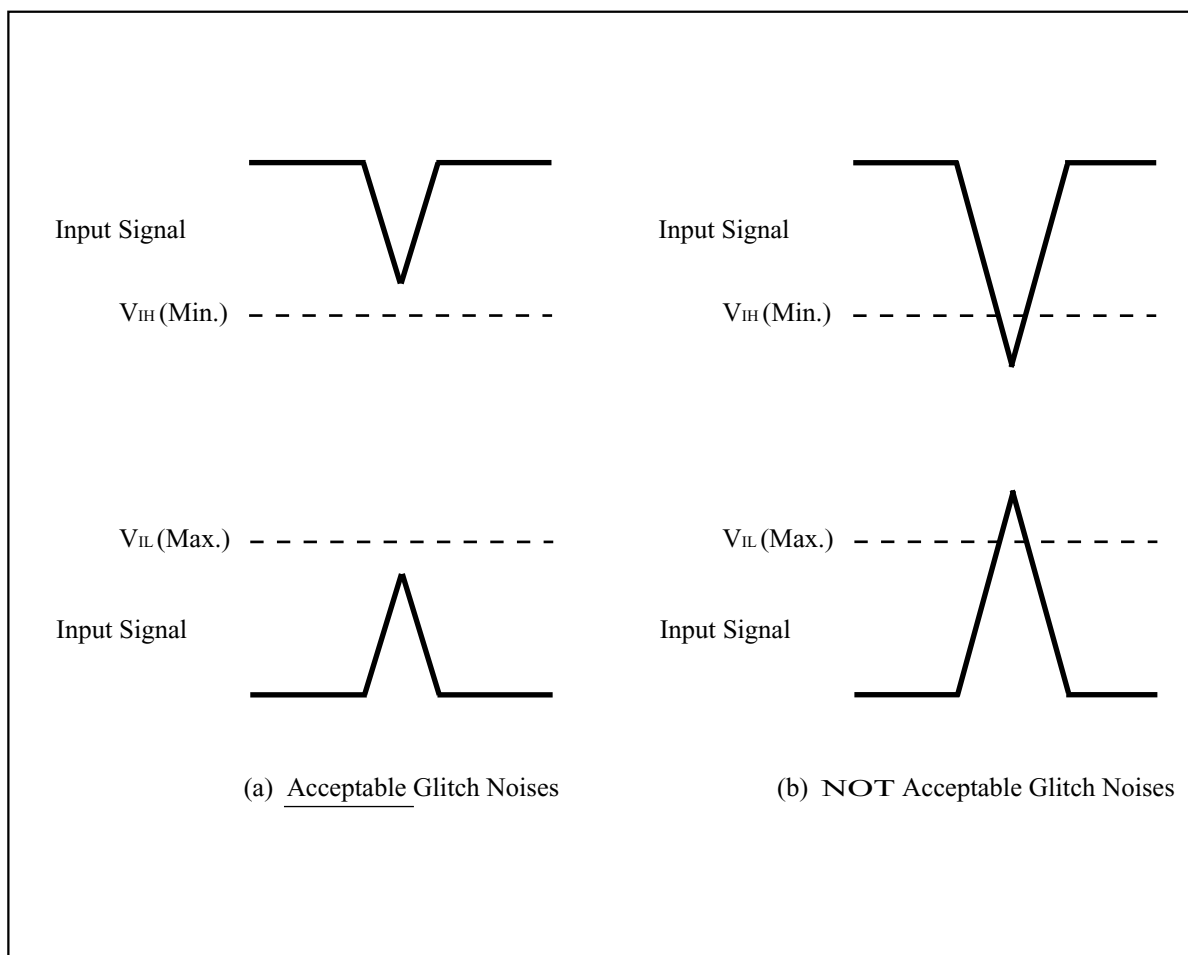 Input Signal
Input Signal
VIH (Min.)
VIH (Min.)
VIL (Max.)
VIL (Max.)
Input Signal
Input Signal
(a) Acceptable Glitch Noises
(b) NOT Acceptable Glitch Noises